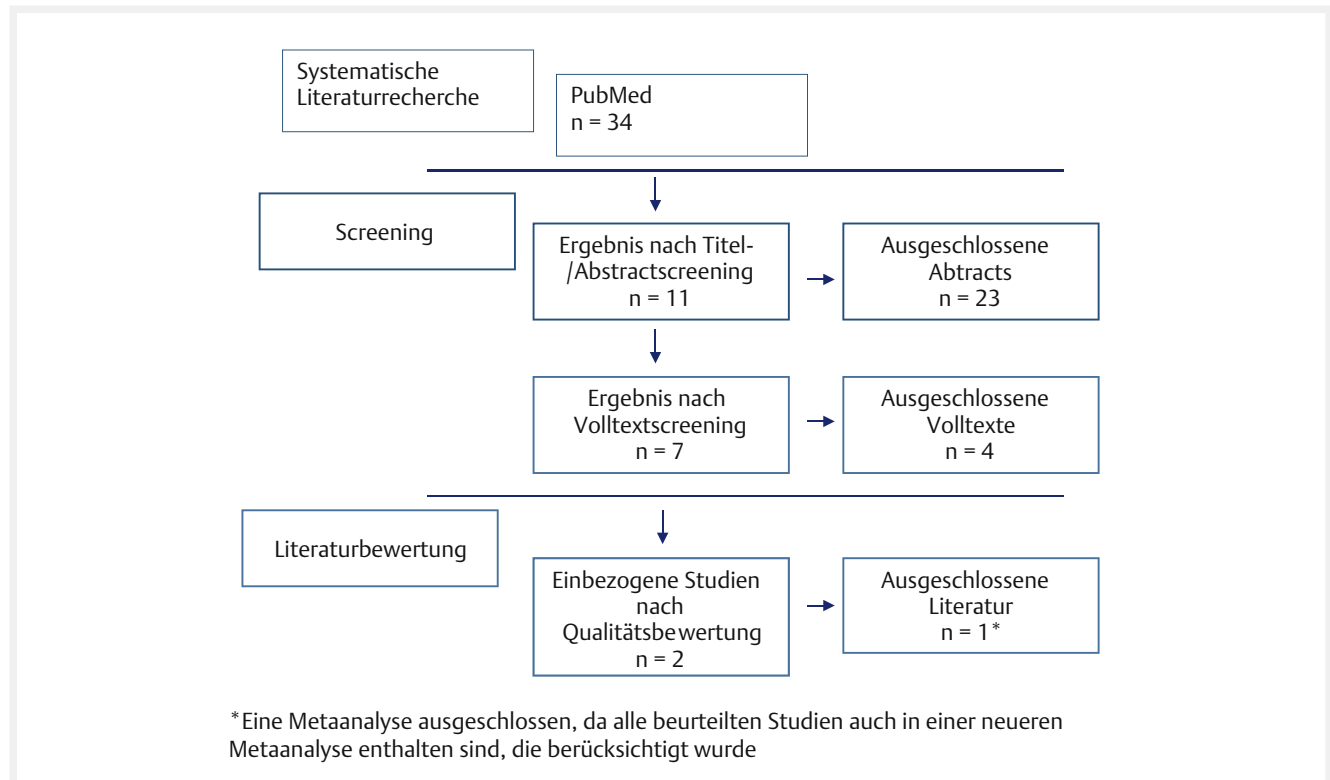 Systematische
Literaturrecherche
PubMed
n = 34
Screening
Ergebnis nach Titel-
/Abstractscreening
n = 11
Ausgeschlossene
Abtracts
n = 23
Ergebnis nach
Volltextscreening
n = 7
Ausgeschlossene
Volltexte
n = 4
Literaturbewertung
Einbezogene Studien
nach
Qualitätsbewertung
n = 2
Ausgeschlossene
Literatur
n = 1*
*Eine Metaanalyse ausgeschlossen, da alle beurteilten Studien auch in einer neueren
Metaanalyse enthalten sind, die berücksichtigt wurde